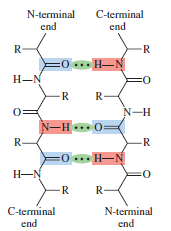 N-terminal C-terminal
end end
R R
O H—N
H—N O
R R
O N—H
N—H O
R R
O H—N
H—N O
R R
C-terminal N-terminal
end end